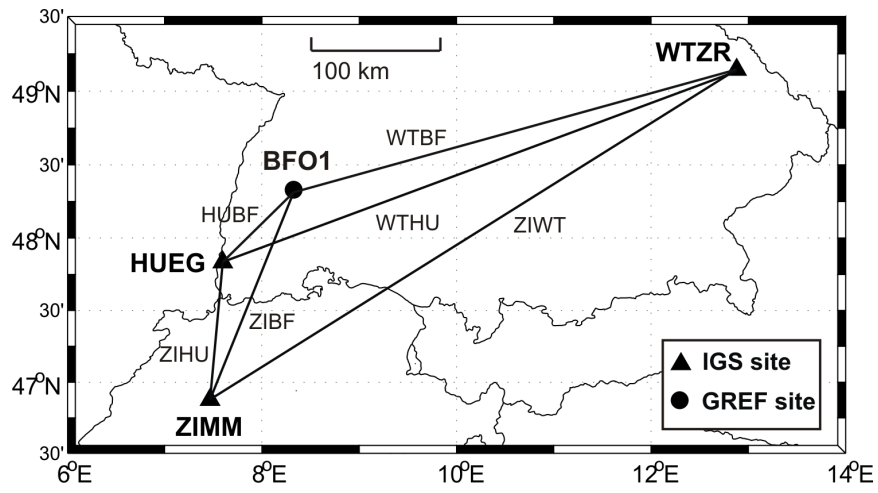 30'
WTZR
100 km
49°N
WTBF
BFO1
30'
HUBF
WTHU
ZIWT
48°N
HUEG
30'
ZIBF
ZIHU
IGS site
47°N
GREF site
ZIMM
30'
6°E 8°E 10°E 12°E 14°E